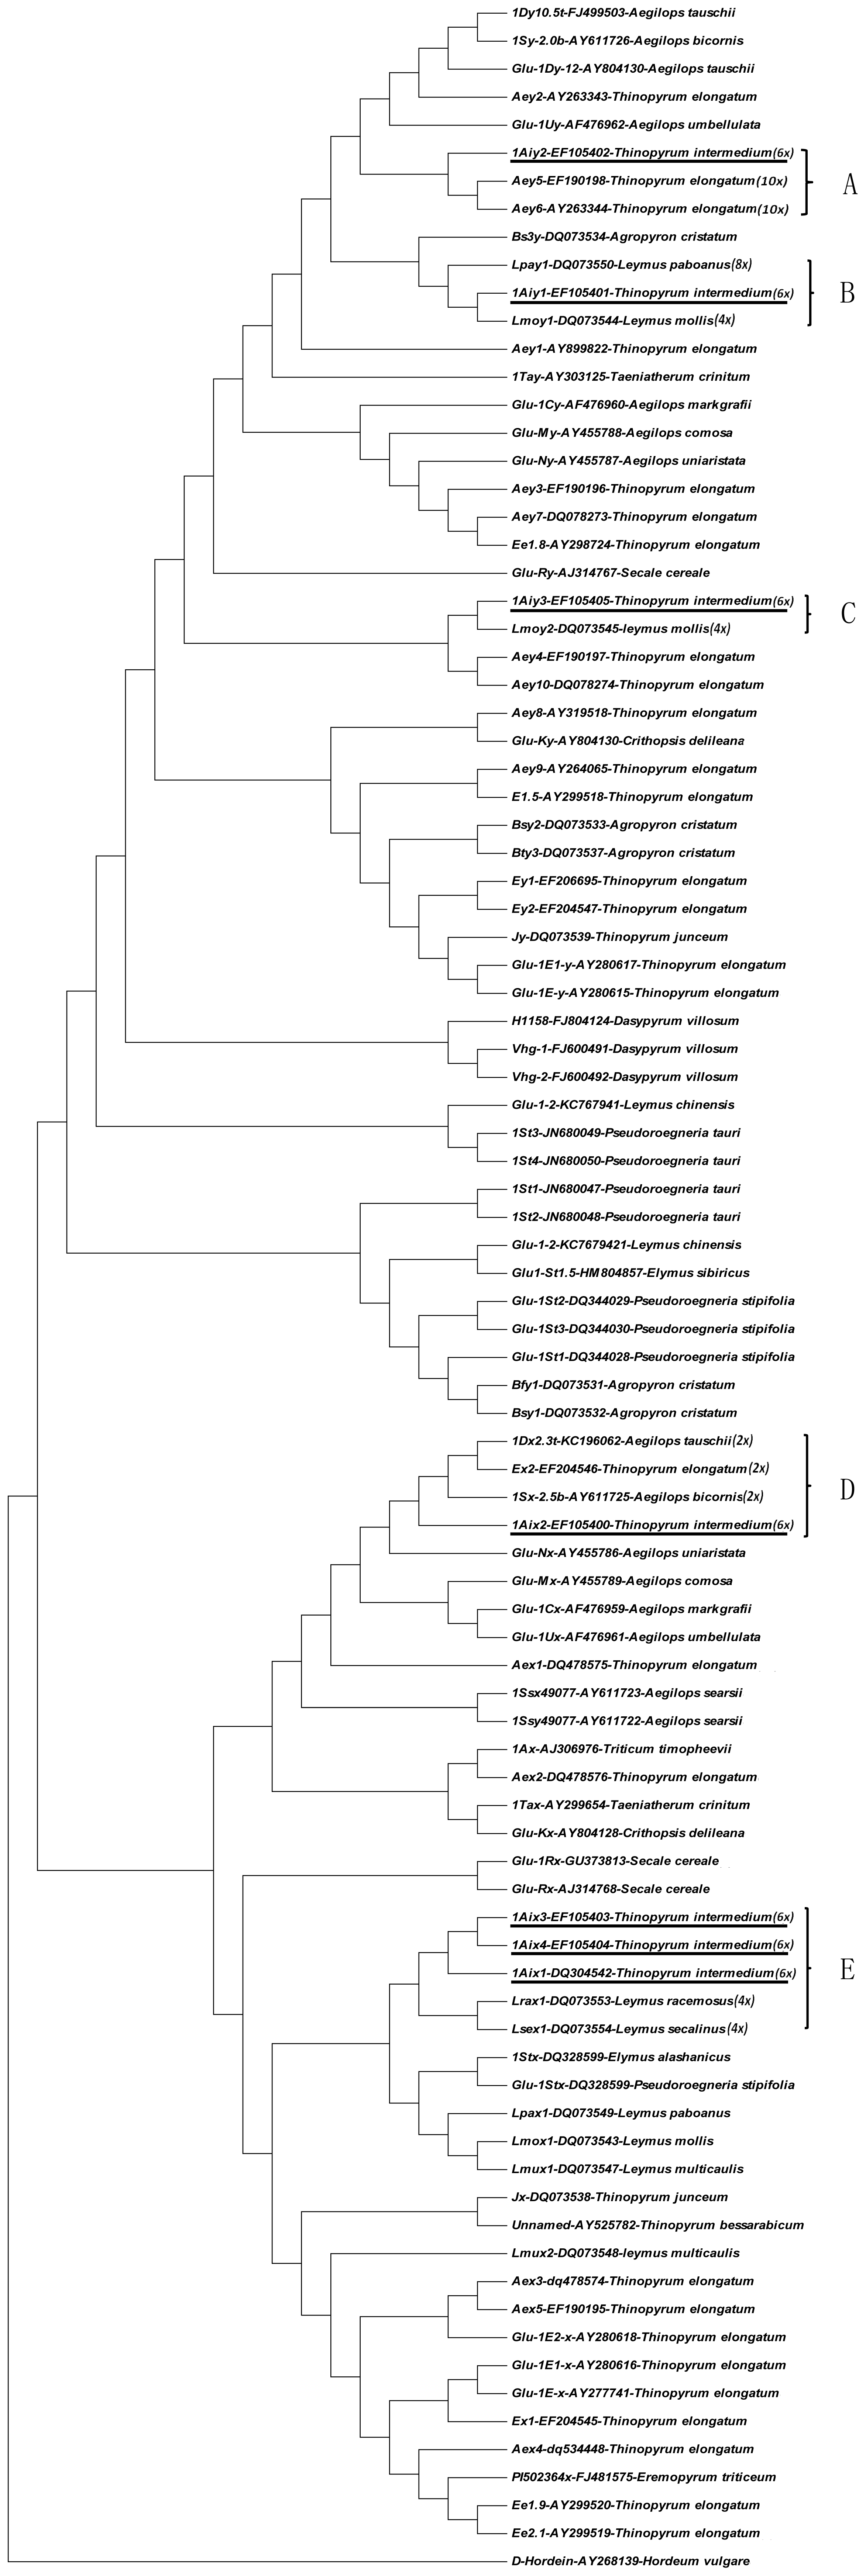 1Dy10.5t-FJ499503-Aegilops tauschii
1Sy-2.0b-AY611726-Aegilops bicornis
Glu-1Dy-12-AY804130-Aegilops tauschii
Aey2-AY263343-Thinopyrum elongatum
Glu-1Uy-AF476962-Aegilops umbellulata
1Aiy2-EF105402-Thinopyrum intermedium(6x)
Aey5-EF190198-Thinopyrum elongatum(10x)
A
Aey6-AY263344-Thinopyrum elongatum(10x)
Bs3y-DQ073534-Agropyron cristatum
Lpay1-DQ073550-Leymus paboanus(8x)
1Aiy1-EF105401-Thinopyrum intermedium(6x)
B
Lmoy1-DQ073544-Leymus mollis(4x)
Aey1-AY899822-Thinopyrum elongatum
1Tay-AY303125-Taeniatherum crinitum
Glu-1Cy-AF476960-Aegilops markgrafii
Glu-My-AY455788-Aegilops comosa
Glu-Ny-AY455787-Aegilops uniaristata
Aey3-EF190196-Thinopyrum elongatum
Aey7-DQ078273-Thinopyrum elongatum
Ee1.8-AY298724-Thinopyrum elongatum
Glu-Ry-AJ314767-Secale cereale
1Aiy3-EF105405-Thinopyrum intermedium(6x)
C
Lmoy2-DQ073545-leymus mollis(4x)
Aey4-EF190197-Thinopyrum elongatum
Aey10-DQ078274-Thinopyrum elongatum
Aey8-AY319518-Thinopyrum elongatum
Glu-Ky-AY804130-Crithopsis delileana
Aey9-AY264065-Thinopyrum elongatum
E1.5-AY299518-Thinopyrum elongatum
Bsy2-DQ073533-Agropyron cristatum
Bty3-DQ073537-Agropyron cristatum
Ey1-EF206695-Thinopyrum elongatum
Ey2-EF204547-Thinopyrum elongatum
Jy-DQ073539-Thinopyrum junceum
Glu-1E1-y-AY280617-Thinopyrum elongatum
Glu-1E-y-AY280615-Thinopyrum elongatum
H1158-FJ804124-Dasypyrum villosum
Vhg-1-FJ600491-Dasypyrum villosum
Vhg-2-FJ600492-Dasypyrum villosum
Glu-1-2-KC767941-Leymus chinensis
1St3-JN680049-Pseudoroegneria tauri
1St4-JN680050-Pseudoroegneria tauri
1St1-JN680047-Pseudoroegneria tauri
1St2-JN680048-Pseudoroegneria tauri
Glu-1-2-KC7679421-Leymus chinensis
Glu1-St1.5-HM804857-Elymus sibiricus
Glu-1St2-DQ344029-Pseudoroegneria stipifolia
Glu-1St3-DQ344030-Pseudoroegneria stipifolia
Glu-1St1-DQ344028-Pseudoroegneria stipifolia
Bfy1-DQ073531-Agropyron cristatum
Bsy1-DQ073532-Agropyron cristatum
1Dx2.3t-KC196062-Aegilops tauschii(2x)
Ex2-EF204546-Thinopyrum elongatum(2x)
D
1Sx-2.5b-AY611725-Aegilops bicornis(2x)
1Aix2-EF105400-Thinopyrum intermedium(6x)
Glu-Nx-AY455786-Aegilops uniaristata
Glu-Mx-AY455789-Aegilops comosa
Glu-1Cx-AF476959-Aegilops markgrafii
Glu-1Ux-AF476961-Aegilops umbellulata
Aex1-DQ478575-Thinopyrum elongatum
1Ssx49077-AY611723-Aegilops searsii
1Ssy49077-AY611722-Aegilops searsii
1Ax-AJ306976-Triticum timopheevii
Aex2-DQ478576-Thinopyrum elongatum
1Tax-AY299654-Taeniatherum crinitum
Glu-Kx-AY804128-Crithopsis delileana
Glu-1Rx-GU373813-Secale cereale
Glu-Rx-AJ314768-Secale cereale
1Aix3-EF105403-Thinopyrum intermedium(6x)
1Aix4-EF105404-Thinopyrum intermedium(6x)
E
1Aix1-DQ304542-Thinopyrum intermedium(6x)
Lrax1-DQ073553-Leymus racemosus(4x)
Lsex1-DQ073554-Leymus secalinus(4x)
1Stx-DQ328599-Elymus alashanicus
Glu-1Stx-DQ328599-Pseudoroegneria stipifolia
Lpax1-DQ073549-Leymus paboanus
Lmox1-DQ073543-Leymus mollis
Lmux1-DQ073547-Leymus multicaulis
Jx-DQ073538-Thinopyrum junceum
Unnamed-AY525782-Thinopyrum bessarabicum
Lmux2-DQ073548-leymus multicaulis
Aex3-dq478574-Thinopyrum elongatum
Aex5-EF190195-Thinopyrum elongatum
Glu-1E2-x-AY280618-Thinopyrum elongatum
Glu-1E1-x-AY280616-Thinopyrum elongatum
Glu-1E-x-AY277741-Thinopyrum elongatum
Ex1-EF204545-Thinopyrum elongatum
Aex4-dq534448-Thinopyrum elongatum
PI502364x-FJ481575-Eremopyrum triticeum
Ee1.9-AY299520-Thinopyrum elongatum
Ee2.1-AY299519-Thinopyrum elongatum
D-Hordein-AY268139-Hordeum vulgare